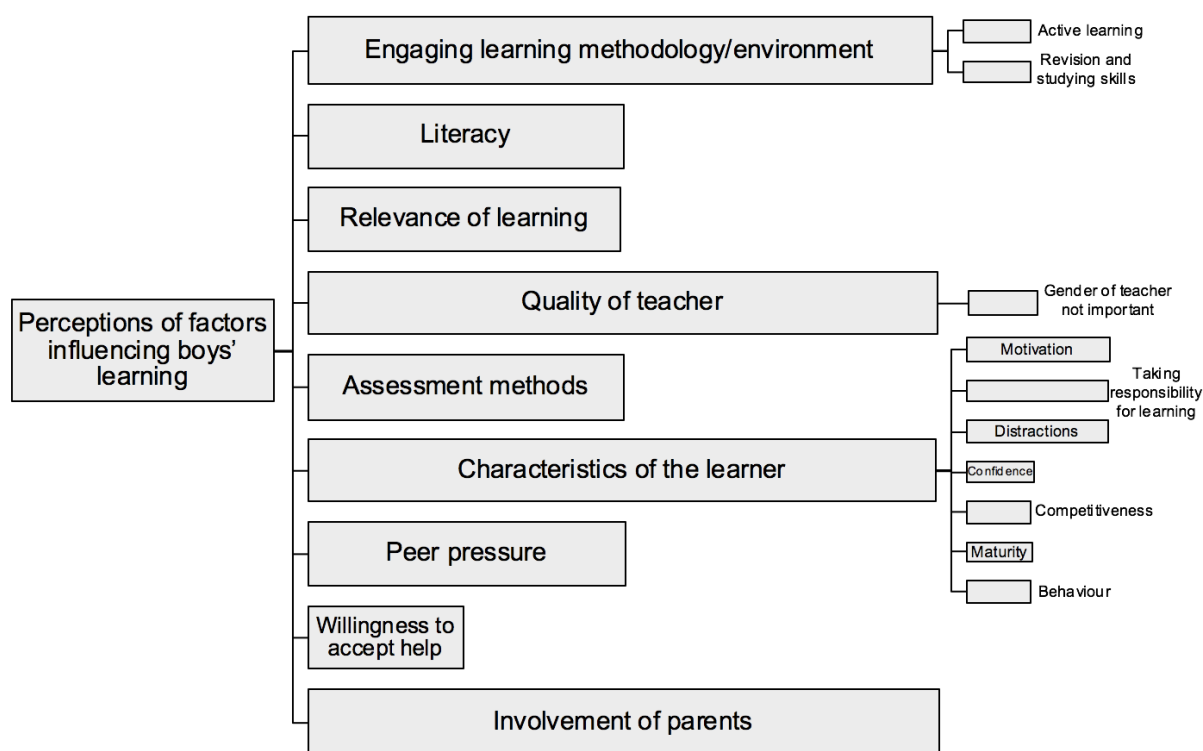 Engaging learning methodology/environment
Active learning
Revision and
studying skills
Literacy
Relevance of learning
Quality of teacher
Gender of teacher
not important
Perceptions of factors
influencing boys’
learning
Assessment methods
Characteristics of the learner
Motivation
Taking
responsibility
for learning
Distractions
Confidence
Competitiveness
Maturity
Behaviour
Peer pressure
Willingness to
accept help
Involvement of parents